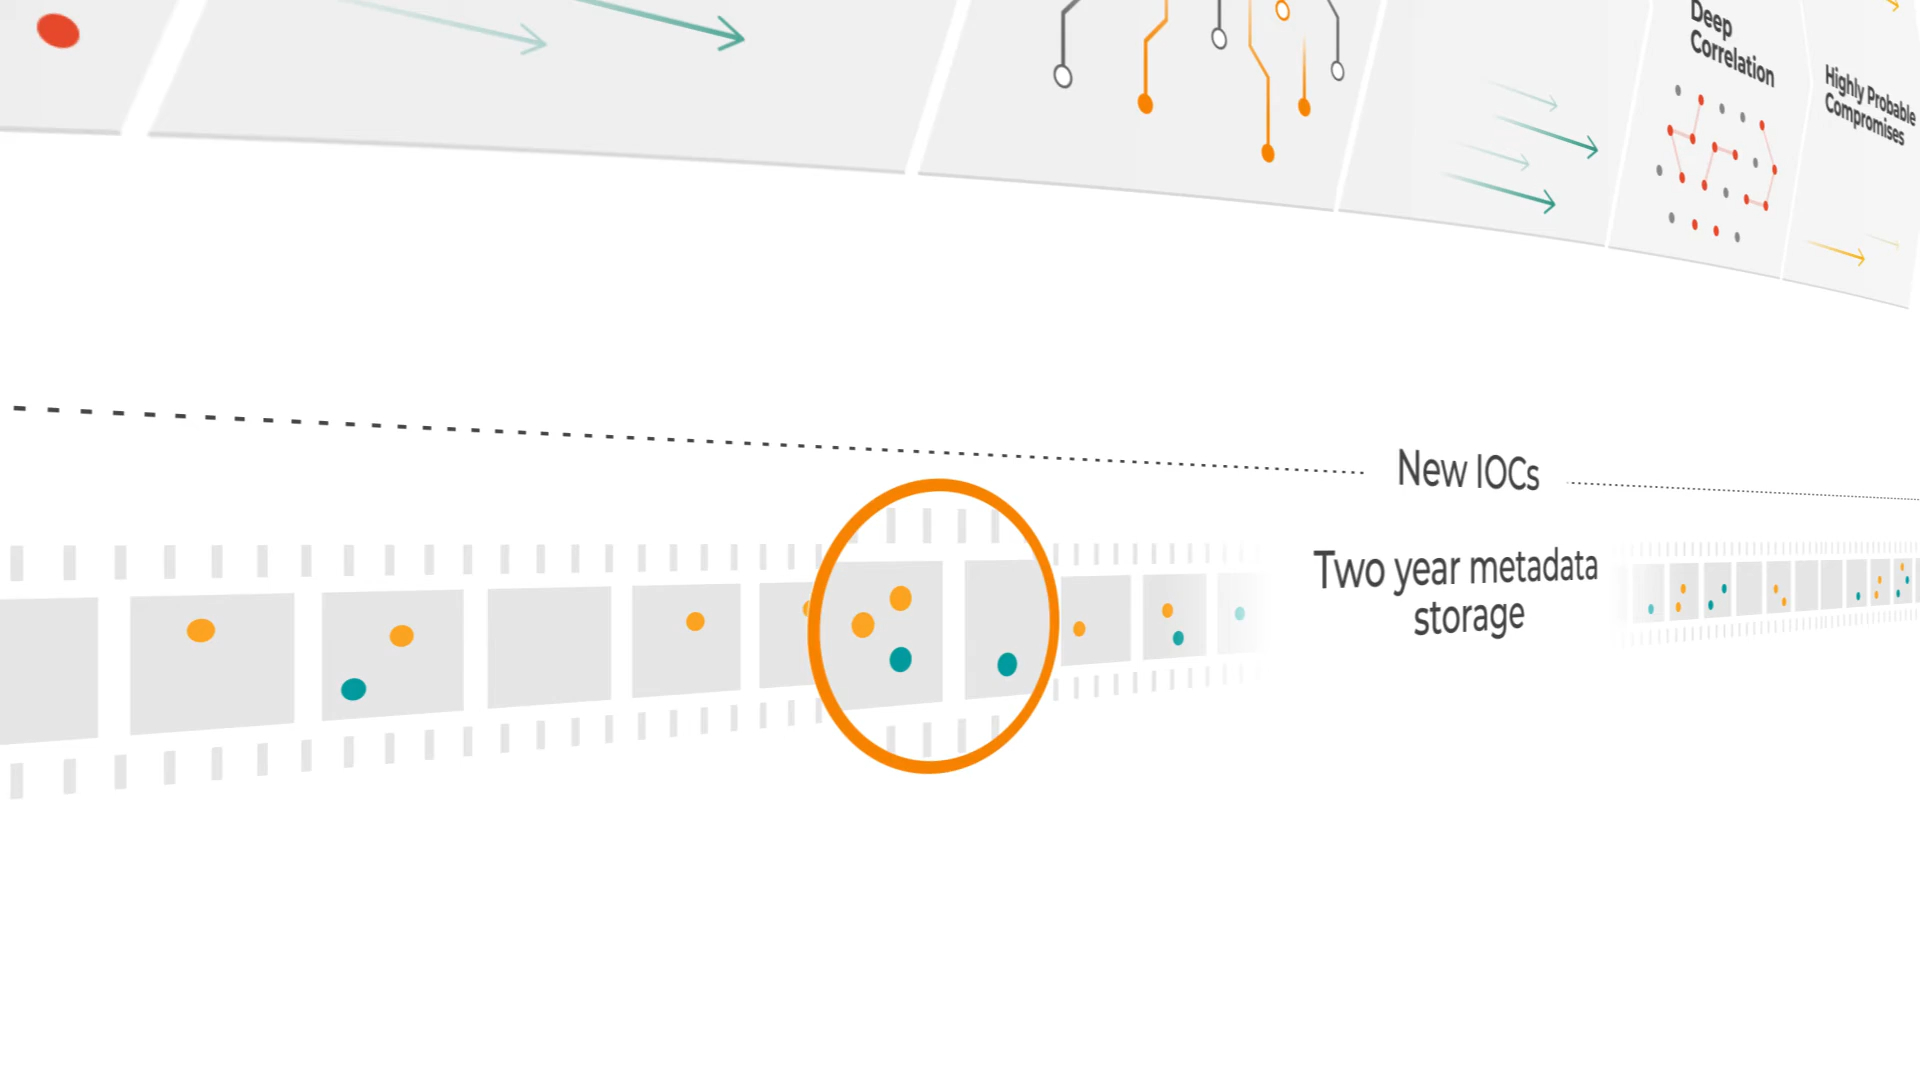 Deep
Correlation
Highly Probable
Compromises
New IOCs
Two year metadata
storage